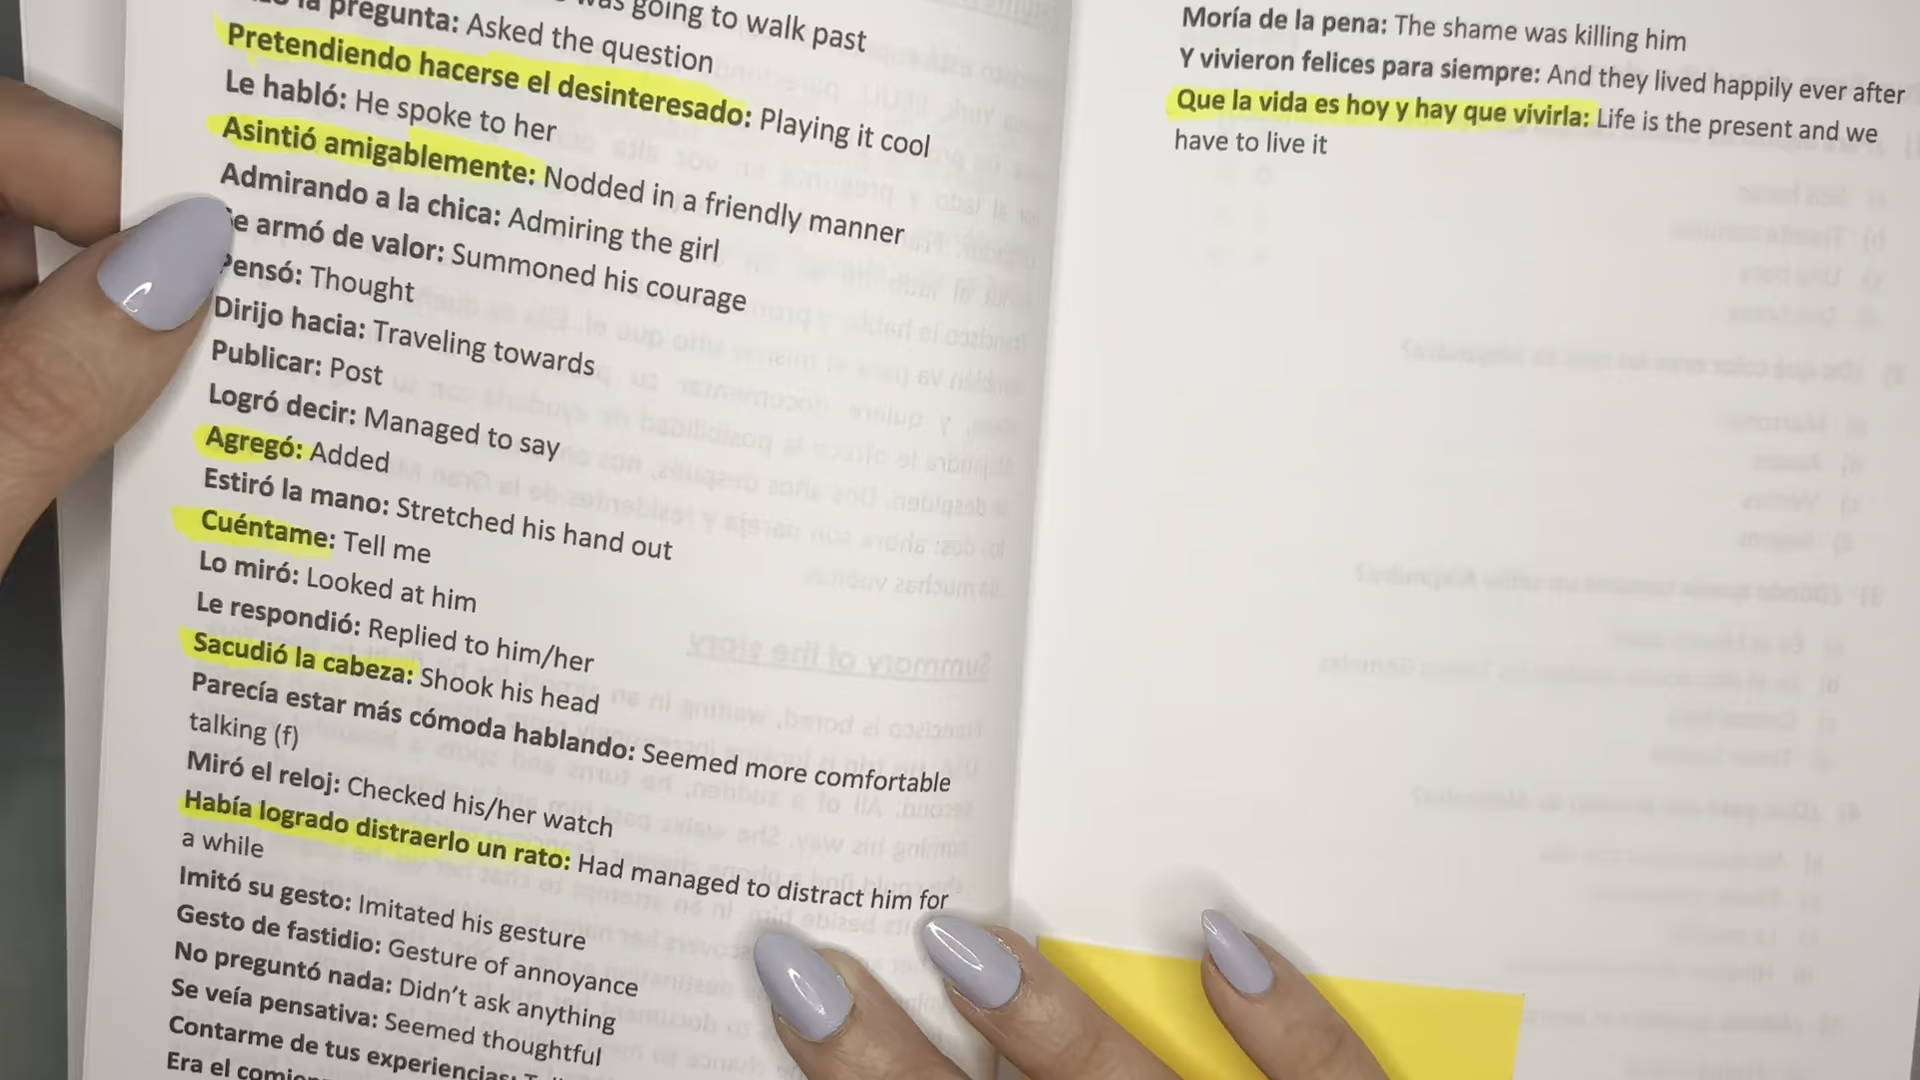 la pregunta: Asked the question
was going to walk past
Pretendiendo hacerse el desinteresado: Playing it cool
Le habló: He spoke to her
Asintió amigablemente: Nodded in a friendly manner
Admirando a la chica: Admiring the girl
Se armó de valor: Summoned his courage
Pensó: Thought
Dirijo hacia: Traveling towards
Publicar: Post
Logró decir: Managed to say
Agregó: Added
Estiró la mano: Stretched his hand out
Cuéntame: Tell me
Lo miró: Looked at him
Le respondió: Replied to him/her
Sacudió la cabeza: Shook his head
Parecía estar más cómoda hablando: Seemed more comfortable
talking (f)
Miró el reloj: Checked his/her watch
Había logrado distraerlo un rato: Had managed to distract him for
a while
Imitó su gesto: Imitated his gesture
Gesto de fastidio: Gesture of annoyance
No preguntó nada: Didn't ask anything
Se veía pensativa: Seemed thoughtful
Contarme de tus experiencias:
Era el
Moría de la pena: The shame was killing him
Y vivieron felices para siempre: And they lived happily ever after
Que la vida es hoy y hay que vivirla: Life is the present and we
have to live it